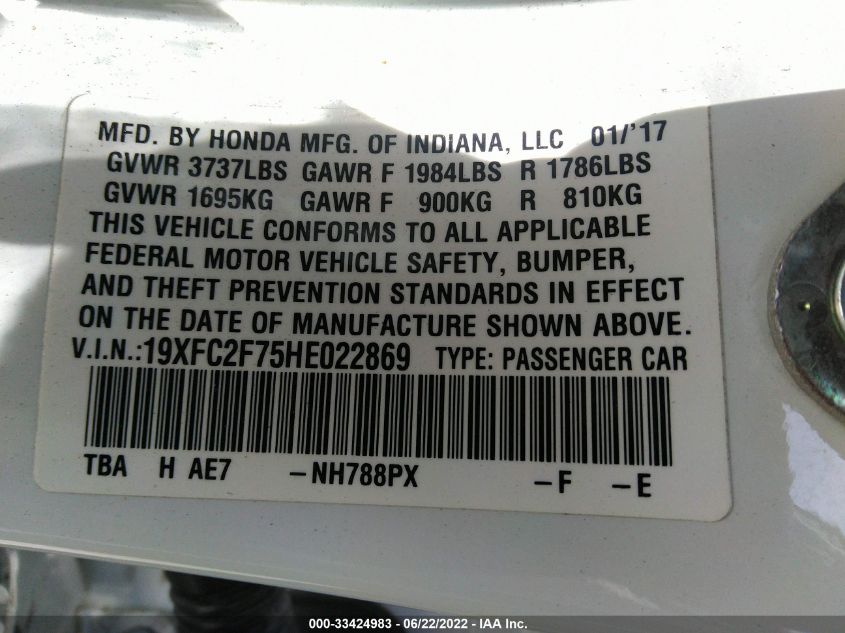 MFD. BY HONDA MFG. OF INDIANA, LLC 01/'17
GVWR 3737LBS GAWR F 1984LBS R 1786LBS
GVWR 1695KG GAWR F 900KG R 810KG
THIS VEHICLE CONFORMS TO ALL APPLICABLE
FEDERAL MOTOR VEHICLE SAFETY, BUMPER,
AND THEFT PREVENTION STANDARDS IN EFFECT
ON THE DATE OF MANUFACTURE SHOWN ABOVE.
V.I.N.:19XFC2F75HE022869 TYPE: PASSENGER CAR
TBA H AE7 –NH788PX –F –E
000-33424983 - 06/22/2022 - IAA Inc.